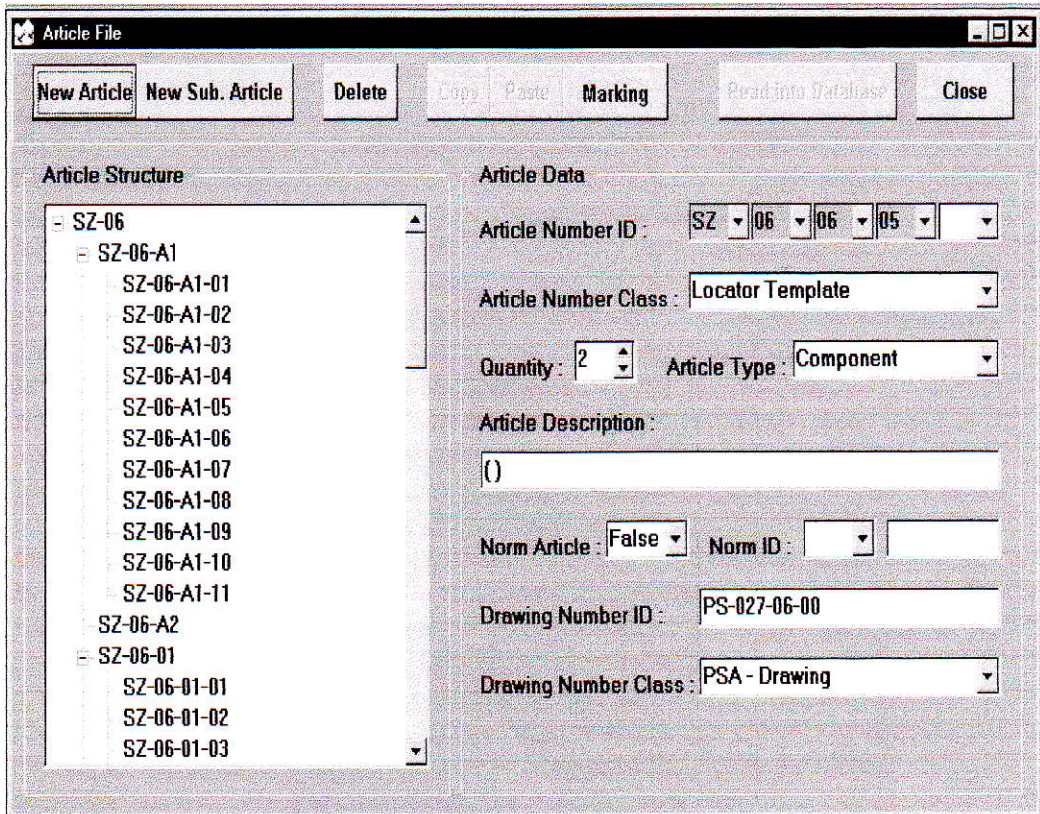 Article File
New Article New Sub. Article Delete Copy Paste Marking Read into Database Close
Article Structure
SZ-06
SZ-06-A1
SZ-06-A1-01
SZ-06-A1-02
SZ-06-A1-03
SZ-06-A1-04
SZ-06-A1-05
SZ-06-A1-06
SZ-06-A1-07
SZ-06-A1-08
SZ-06-A1-09
SZ-06-A1-10
SZ-06-A1-11
SZ-06-A2
SZ-06-01
SZ-06-01-01
SZ-06-01-02
SZ-06-01-03
Article Data
Article Number ID : SZ 06 06 05
Article Number Class : Locator Template
Quantity : 2 Article Type : Component
Article Description :
()
Norm Article : False Norm ID :
Drawing Number ID : PS-027-06-00
Drawing Number Class : PSA - Drawing